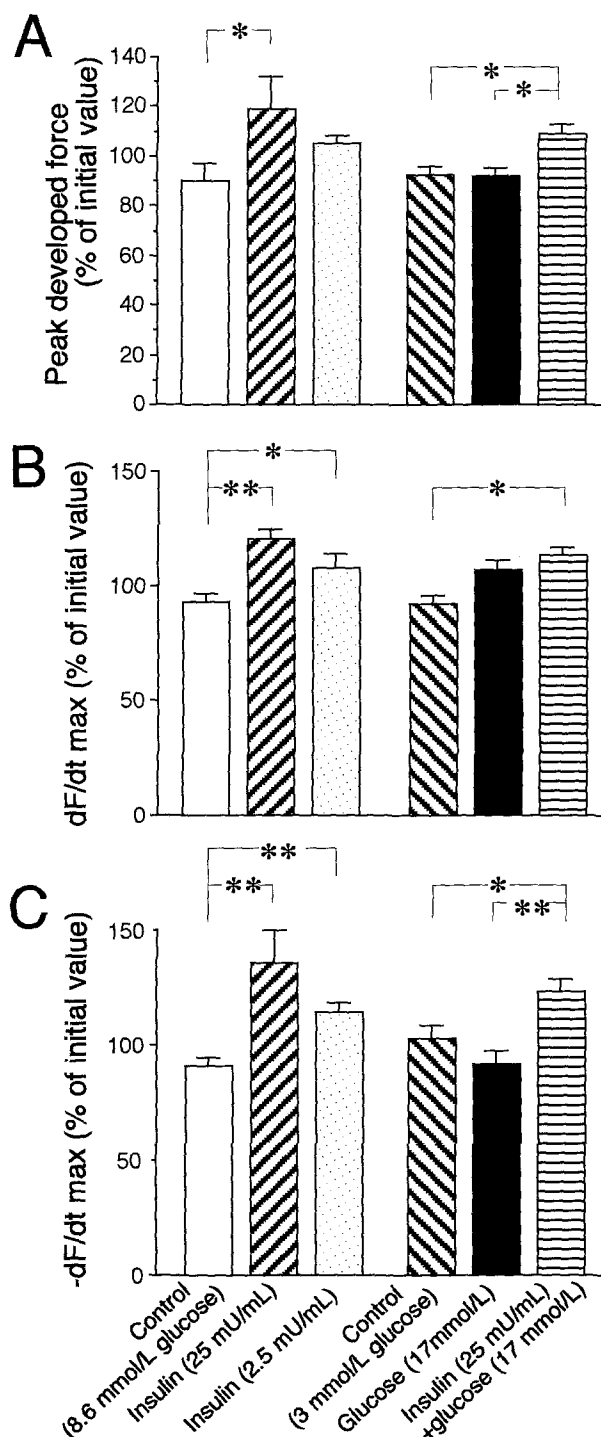 A
*
*
*
140
120
100
80
60
40
20
0
Peak developed force
(% of initial value)
B
*
**
*
150
100
50
0
dF/dt max (% of initial value)
C
**
**
*
**
150
100
50
0
-dF/dt max (% of initial value)
Control
(8.6 mmol/L glucose)
Insulin (25 mU/mL)
Insulin (2.5 mU/mL)
Control
(3 mmol/L glucose)
Glucose (17mmol/L)
Insulin (25 mU/mL)
+glucose (17 mmol/L)